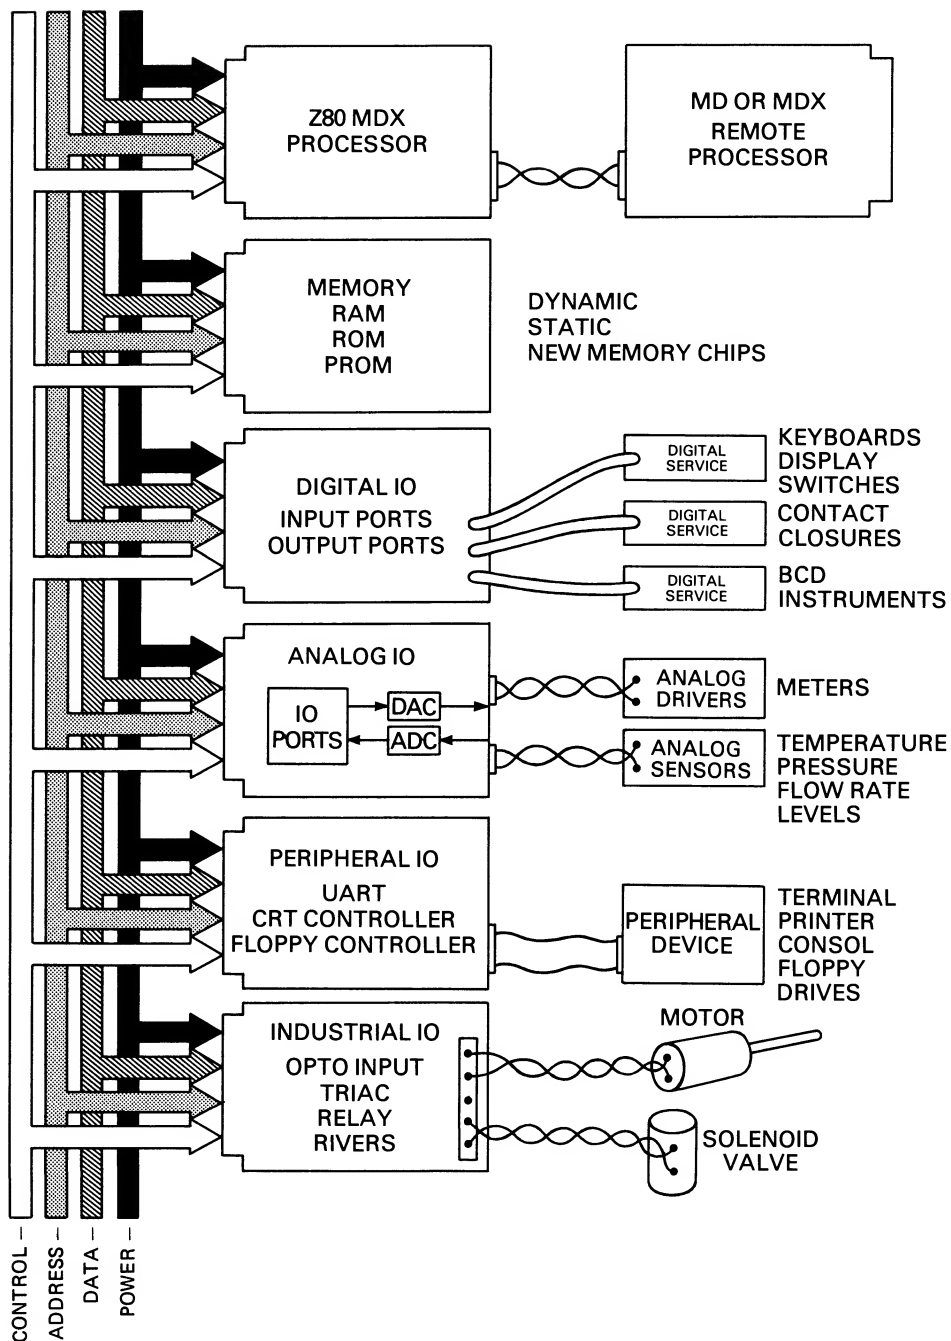 Z80 MDX
PROCESSOR
MD OR MDX
REMOTE
PROCESSOR
MEMORY
RAM
ROM
PROM
DYNAMIC
STATIC
NEW MEMORY CHIPS
DIGITAL IO
INPUT PORTS
OUTPUT PORTS
DIGITAL
SERVICE
KEYBOARDS
DISPLAY
SWITCHES
DIGITAL
SERVICE
CONTACT
CLOSURES
DIGITAL
SERVICE
BCD
INSTRUMENTS
ANALOG IO
IO
PORTS
DAC
ADC
ANALOG
DRIVERS
METERS
ANALOG
SENSORS
TEMPERATURE
PRESSURE
FLOW RATE
LEVELS
PERIPHERAL IO
UART
CRT CONTROLLER
FLOPPY CONTROLLER
PERIPHERAL
DEVICE
TERMINAL
PRINTER
CONSOL
FLOPPY
DRIVES
INDUSTRIAL IO
OPTO INPUT
TRIAC
RELAY
RIVERS
MOTOR
SOLENOID
VALVE
CONTROL —
ADDRESS —
DATA —
POWER —